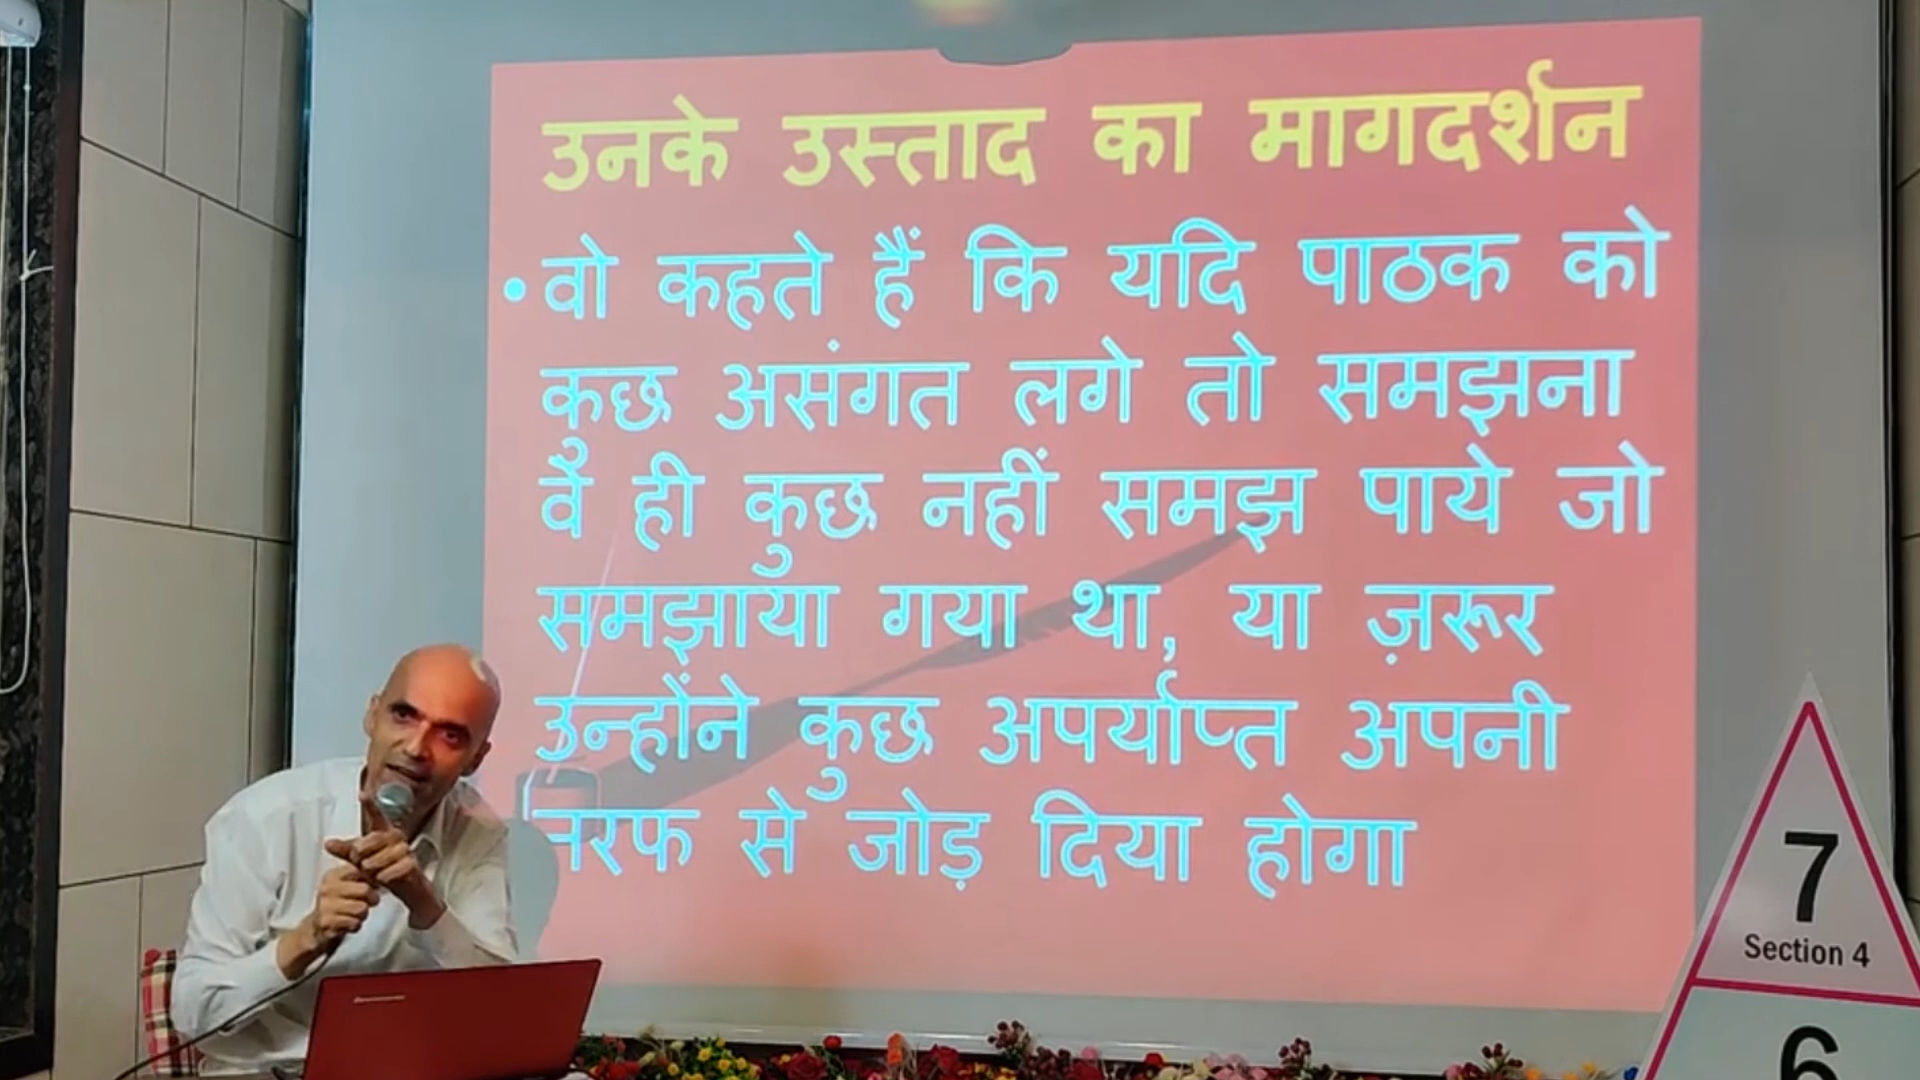 उनके उस्ताद का मागदर्शन
• वो कहते हैं कि यदि पाठक को
कुछ असंगत लगे तो समझना
वे ही कुछ नहीं समझ पाये जो
समझाया गया था, या ज़रूर
उन्होंने कुछ अपर्याप्त अपनी
तरफ से जोड़ दिया होगा
7
Section 4
6